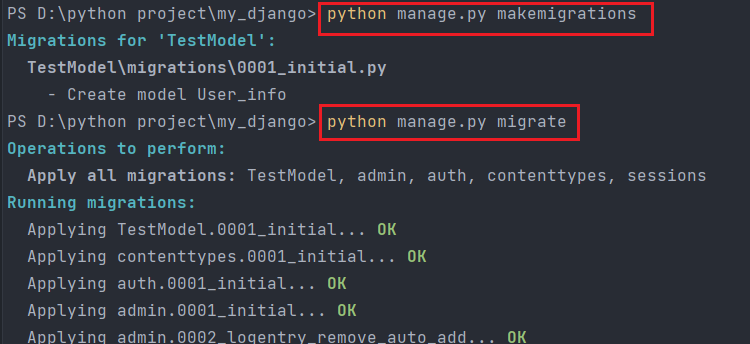 PS D:\python project\my_django> python manage.py makemigrations
Migrations for 'TestModel':
TestModel\migrations\0001_initial.py
- Create model User_info
PS D:\python project\my_django> python manage.py migrate
Operations to perform:
Apply all migrations: TestModel, admin, auth, contenttypes, sessions
Running migrations:
Applying TestModel.0001_initial... OK
Applying contenttypes.0001_initial... OK
Applying auth.0001_initial... OK
Applying admin.0001_initial... OK
Applying admin.0002_logentry_remove_auto_add... OK